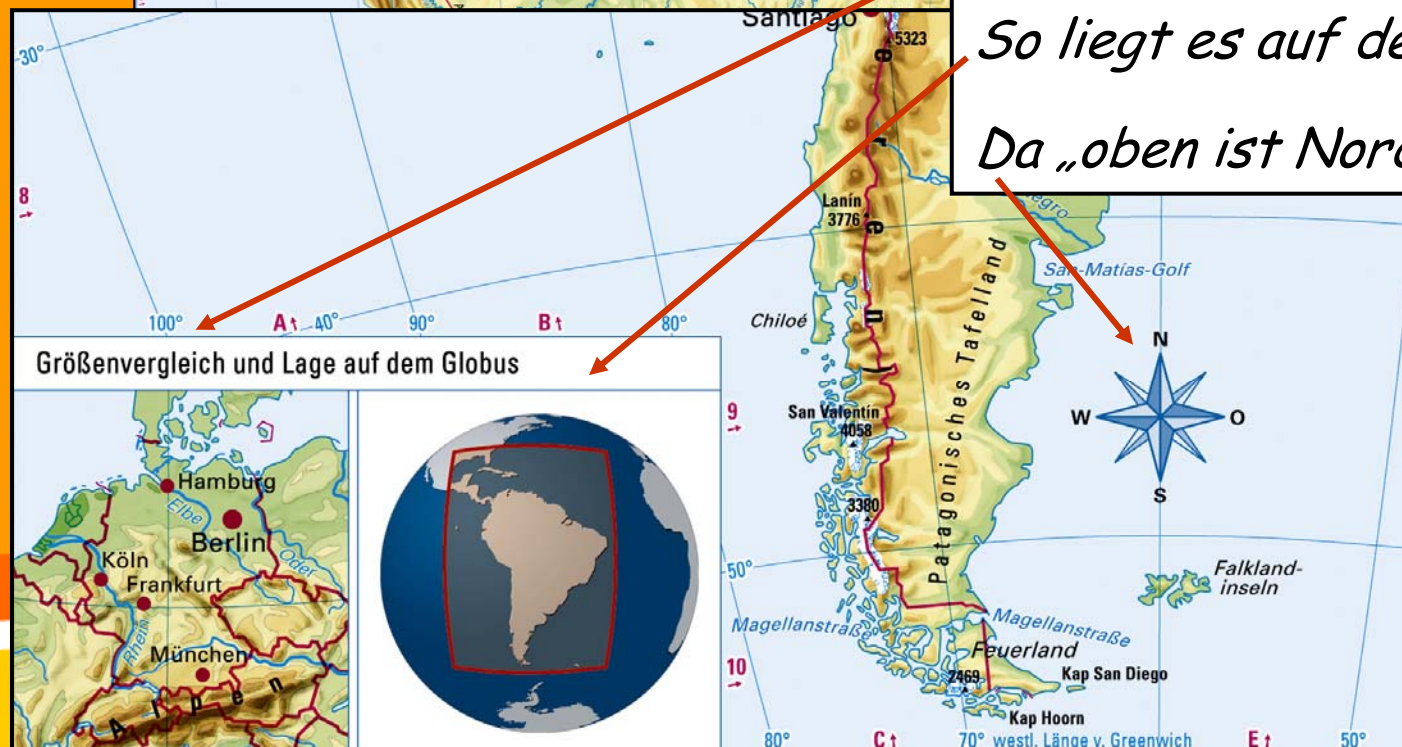 Santiago
So liegt es auf de
-30°
5323
e
Da „oben ist Nord
r
8
Lanín
3776
e
egro
San-Matías-Golf
n
)
100°
A
-40°
90°
B
80°
Chiloé
Größenvergleich und Lage auf dem Globus
N
W
O
S
9
San Valentín
4058
Patagonisches Tafelland
Hamburg
Elbe
Berlin
Oder
3380
Köln
Frankfurt
Rhein
-50°
Falkland-
inseln
Magellanstraße
Magellanstraße
München
Feuerland
10
2469
Kap San Diego
Alpen
Kap Hoorn
80°
C
70° westl. Länge v. Greenwich
E
50°